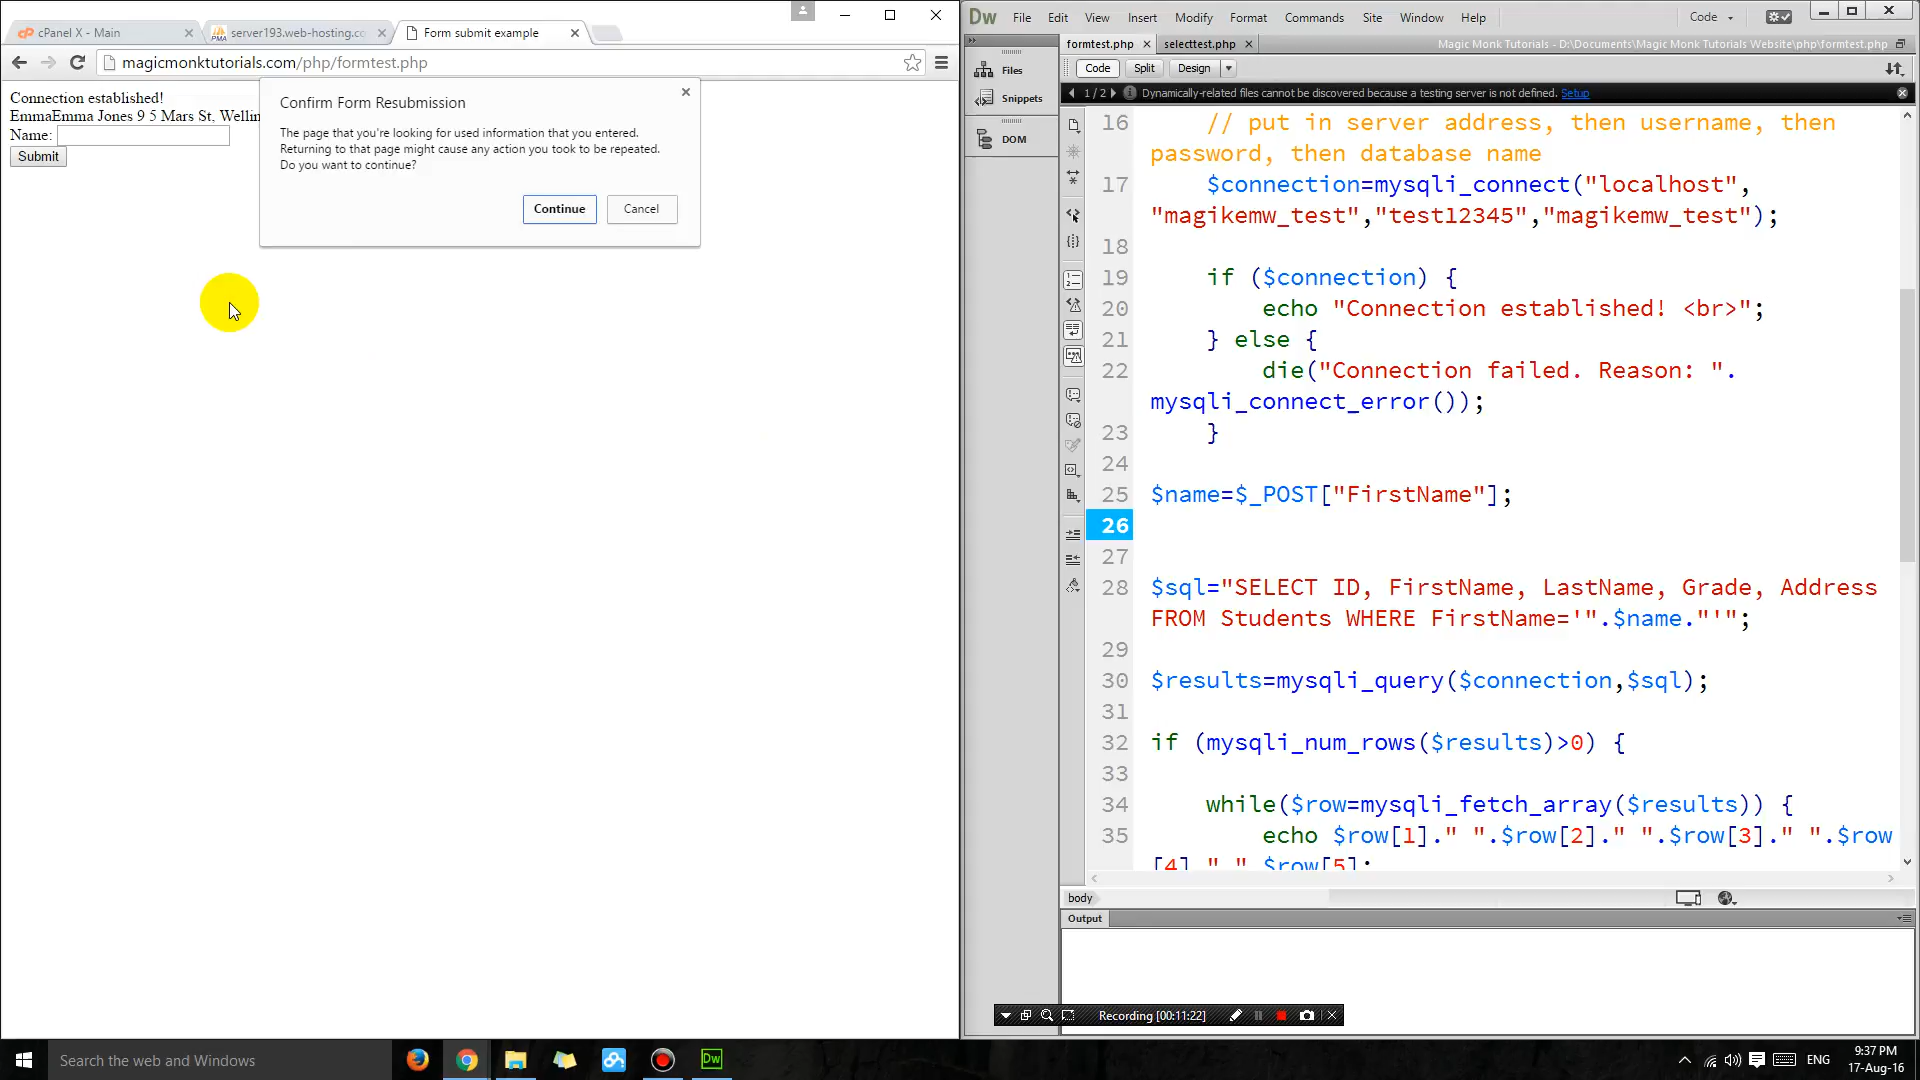 cPanel X - Main
server193.web-hosting.co
Form submit example
magicmonktutorials.com/php/formtest.php
Connection established!
EmmaEmma Jones 9 5 Mars St, Wellin
Name:
Submit
Confirm Form Resubmission
The page that you're looking for used information that you entered.
Returning to that page might cause any action you took to be repeated.
Do you want to continue?
Continue
Cancel
Dw
File
Edit
View
Insert
Modify
Format
Commands
Site
Window
Help
Code
formtest.php
selecttest.php
Magic Monk Tutorials - D:\Documents\Magic Monk Tutorials Website\php\formtest.php
Code
Split
Design
1 / 2
Dynamically-related files cannot be discovered because a testing server is not defined. Setup
Files
Snippets
DOM
16 // put in server address, then username, then
password, then database name
17 $connection=mysqli_connect("localhost",
"magikemw_test","test12345","magikemw_test");
18
19 if ($connection) {
20 echo "Connection established! <br>";
21 } else {
22 die("Connection failed. Reason: ".
mysqli_connect_error());
23 }
24
25 $name=$_POST["FirstName"];
26
27
28 $sql="SELECT ID, FirstName, LastName, Grade, Address
FROM Students WHERE FirstName='".$name."'";
29
30 $results=mysqli_query($connection,$sql);
31
32 if (mysqli_num_rows($results)>0) {
33
34 while($row=mysqli_fetch_array($results)) {
35 echo $row[1]." ".$row[2]." ".$row[3]." ".$row
[4]." ".$row[5];
body
Output
Recording [00:11:22]
Search the web and Windows
Dw
ENG
9:37 PM
17-Aug-16